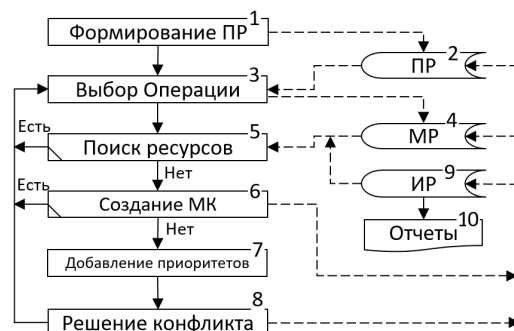 1
Формирование ПР
2
ПР
3
Выбор Операции
4
МР
Есть
5
Поиск ресурсов
Нет
9
ИР
Есть
6
Создание МК
10
Отчеты
Нет
7
Добавление приоритетов
8
Решение конфликта